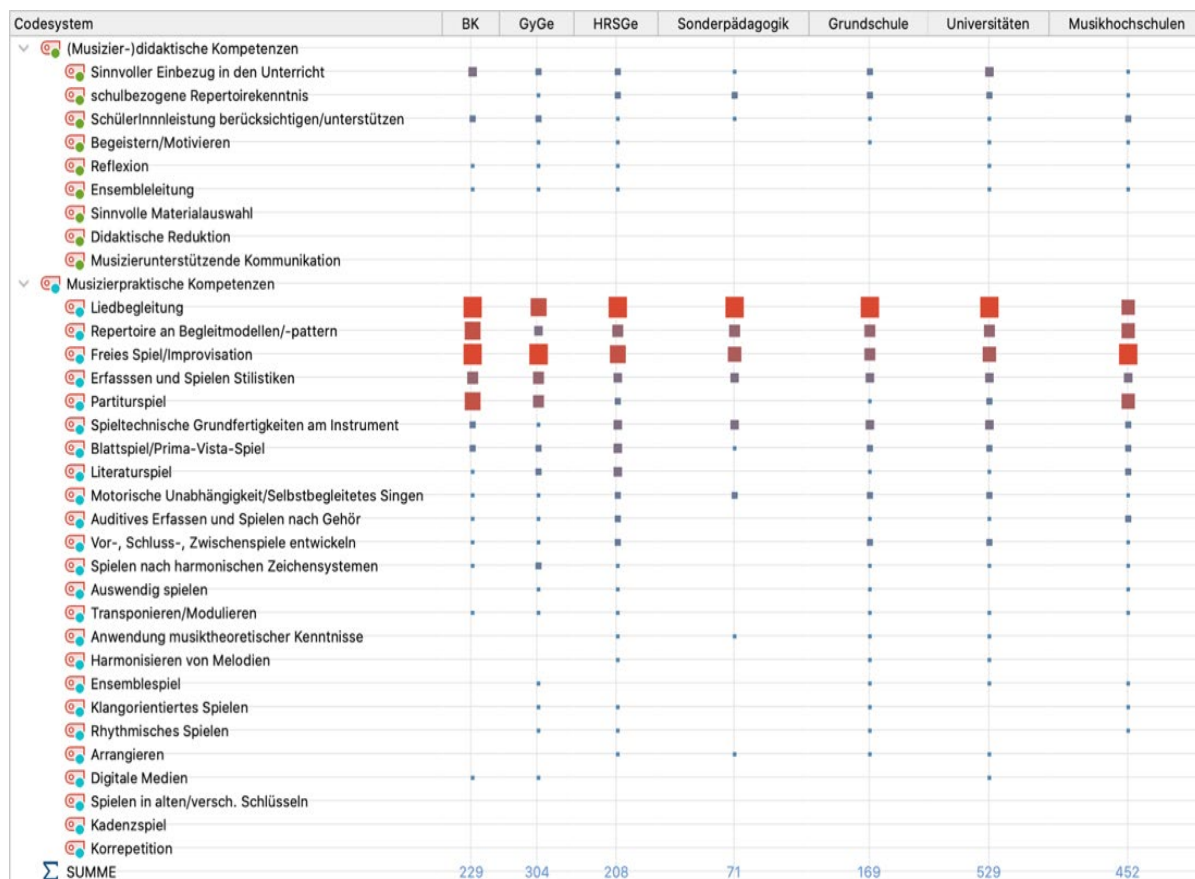 Codesystem BK GyGe HRSGe Sonderpädagogik Grundschule Universitäten Musikhochschulen
(Musizier-)didaktische Kompetenzen
Sinnvoller Einbezug in den Unterricht
schulbezogene Repertoirekenntnis
SchülerInnnleistung berücksichtigen/unterstützen
Begeistern/Motivieren
Reflexion
Ensembleleitung
Sinnvolle Materialauswahl
Didaktische Reduktion
Musizierunterstützende Kommunikation
Musizierpraktische Kompetenzen
Liedbegleitung
Repertoire an Begleitmodellen/-pattern
Freies Spiel/Improvisation
Erfasssen und Spielen Stilistiken
Partiturspiel
Spieltechnische Grundfertigkeiten am Instrument
Blattspiel/Prima-Vista-Spiel
Literaturspiel
Motorische Unabhängigkeit/Selbstbegleitetes Singen
Auditives Erfassen und Spielen nach Gehör
Vor-, Schluss-, Zwischenspiele entwickeln
Spielen nach harmonischen Zeichensystemen
Auswendig spielen
Transponieren/Modulieren
Anwendung musiktheoretischer Kenntnisse
Harmonisieren von Melodien
Ensemblespiel
Klangorientiertes Spielen
Rhythmisches Spielen
Arrangieren
Digitale Medien
Spielen in alten/versch. Schlüsseln
Kadenzspiel
Korrepetition
Σ SUMME 229 304 208 71 169 529 452